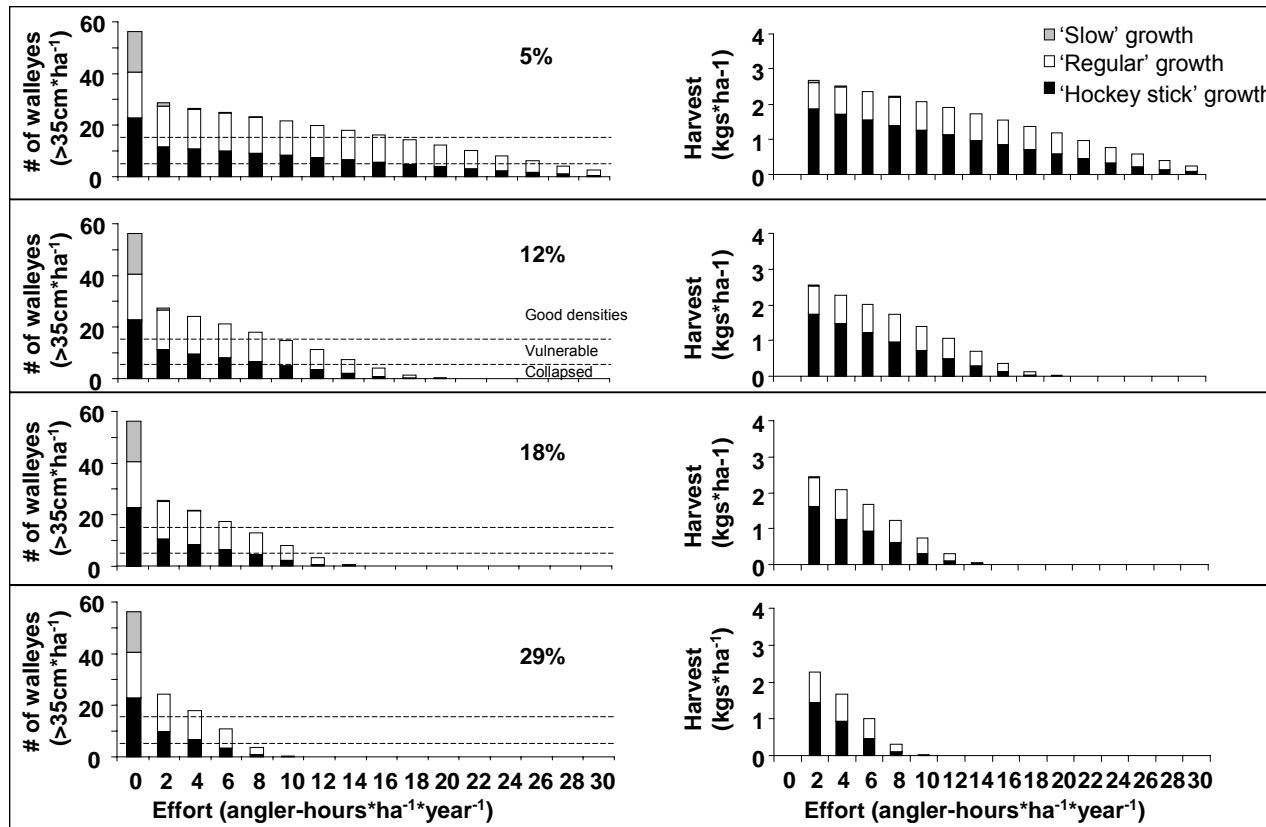 # of walleyes
(>35cm*ha⁻¹)
60
40
20
0
5%
Harvest
(kgs*ha-1)
4
3
2
1
0
‘Slow’ growth
‘Regular’ growth
‘Hockey stick’ growth
# of walleyes
(>35cm*ha⁻¹)
60
40
20
0
12%
Good densities
Vulnerable
Collapsed
Harvest
(kgs*ha-1)
4
3
2
1
0
# of walleyes
(>35cm*ha⁻¹)
60
40
20
0
18%
Harvest
(kgs*ha-1)
4
3
2
1
0
# of walleyes
(>35cm*ha⁻¹)
60
40
20
0
29%
0 2 4 6 8 10 12 14 16 18 20 22 24 26 28 30
Effort (angler-hours*ha⁻¹*year⁻¹)
Harvest
(kgs*ha⁻¹)
4
3
2
1
0
0 2 4 6 8 10 12 14 16 18 20 22 24 26 28 30
Effort (angler-hours*ha⁻¹*year⁻¹)